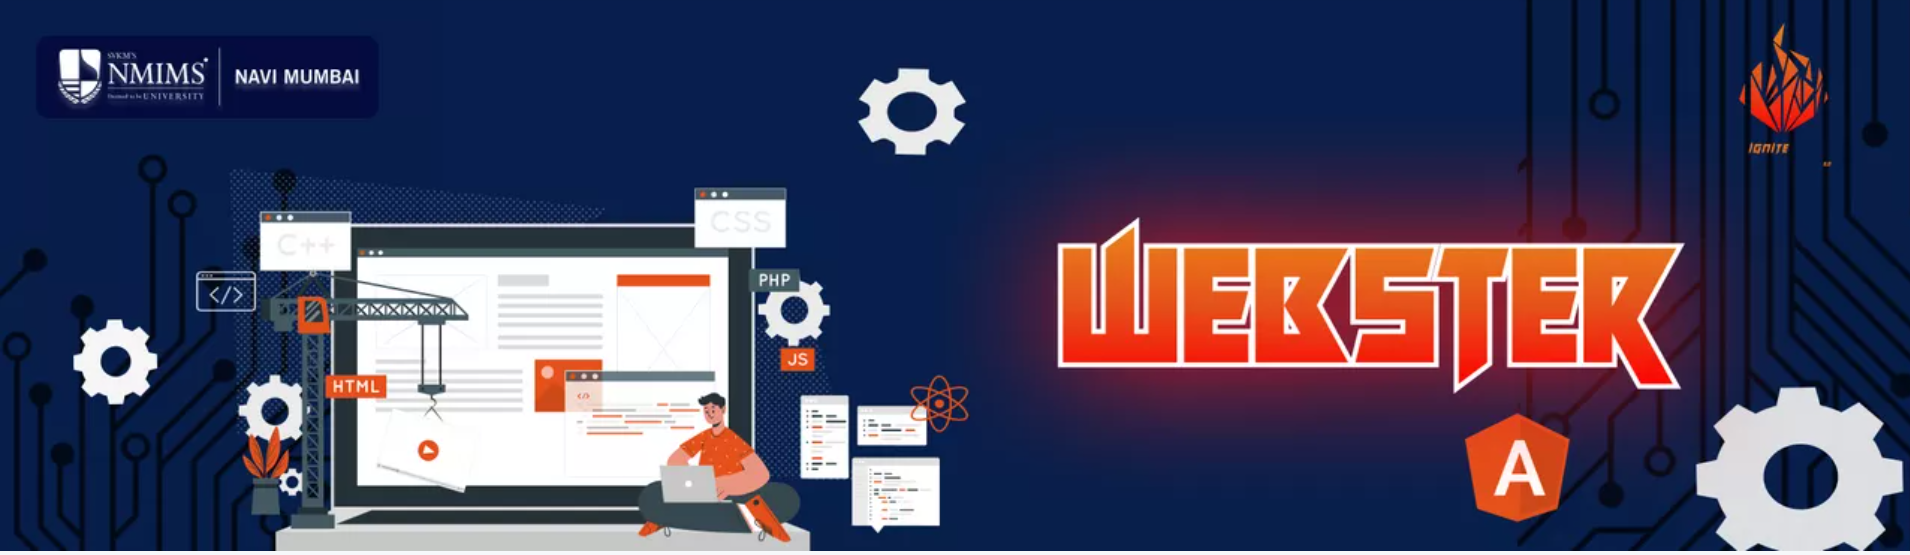 SVKM'S
NMIMS
Deemed to be UNIVERSITY
NAVI MUMBAI
IGNITE
C++
CSS
</>
PHP
JS
HTML
</>
WEBSTER
A